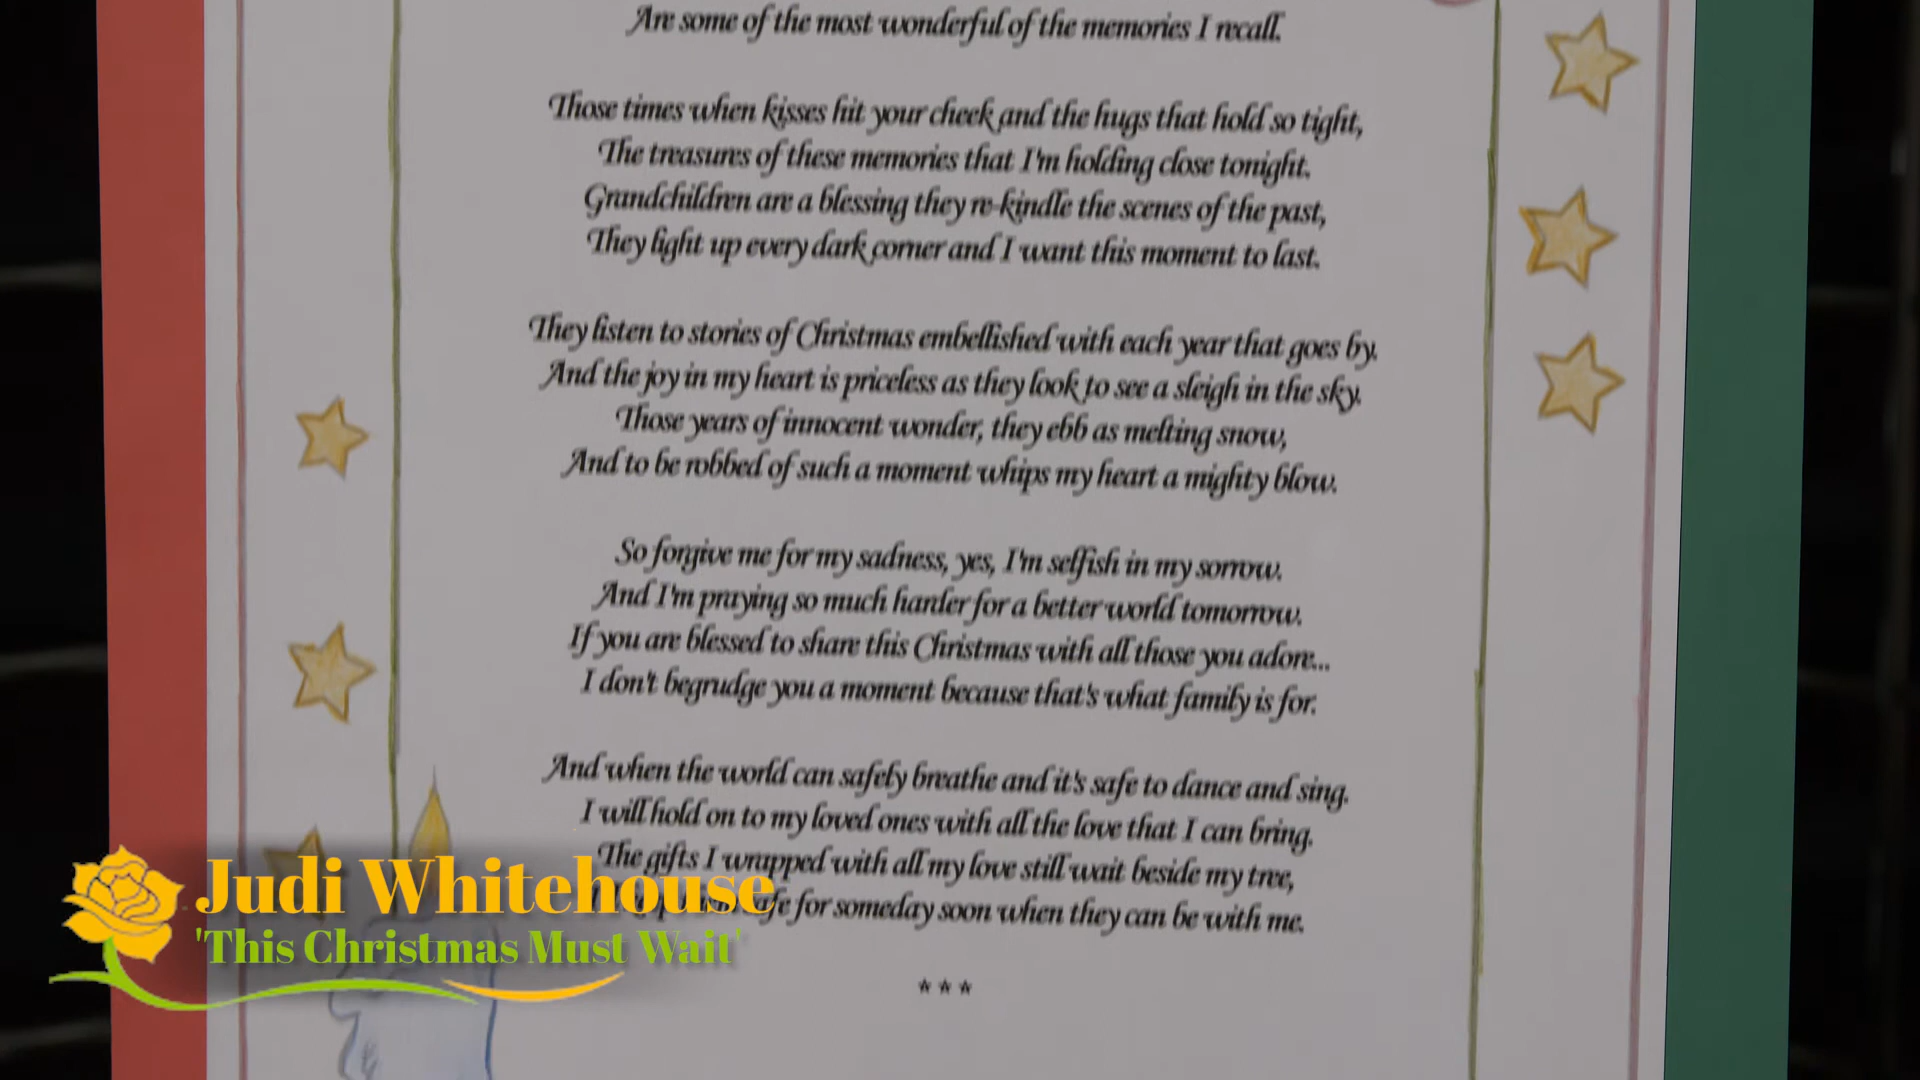 Are some of the most wonderful of the memories I recall.
Those times when kisses hit your cheek and the hugs that hold so tight,
The treasures of these memories that I'm holding close tonight.
Grandchildren are a blessing they re-kindle the scenes of the past,
They light up every dark corner and I want this moment to last.
They listen to stories of Christmas embellished with each year that goes by.
And the joy in my heart is priceless as they look to see a sleigh in the sky.
Those years of innocent wonder, they ebb as melting snow,
And to be robbed of such a moment whips my heart a mighty blow.
So forgive me for my sadness, yes, I'm selfish in my sorrow.
And I'm praying so much harder for a better world tomorrow.
If you are blessed to share this Christmas with all those you adore...
I don't begrudge you a moment because that's what family is for.
And when the world can safely breathe and it's safe to dance and sing.
I will hold on to my loved ones with all the love that I can bring.
The gifts I wrapped with all my love still wait beside my tree,
for someday soon when they can be with me.
* * *
Judi Whitehouse
'This Christmas Must Wait'